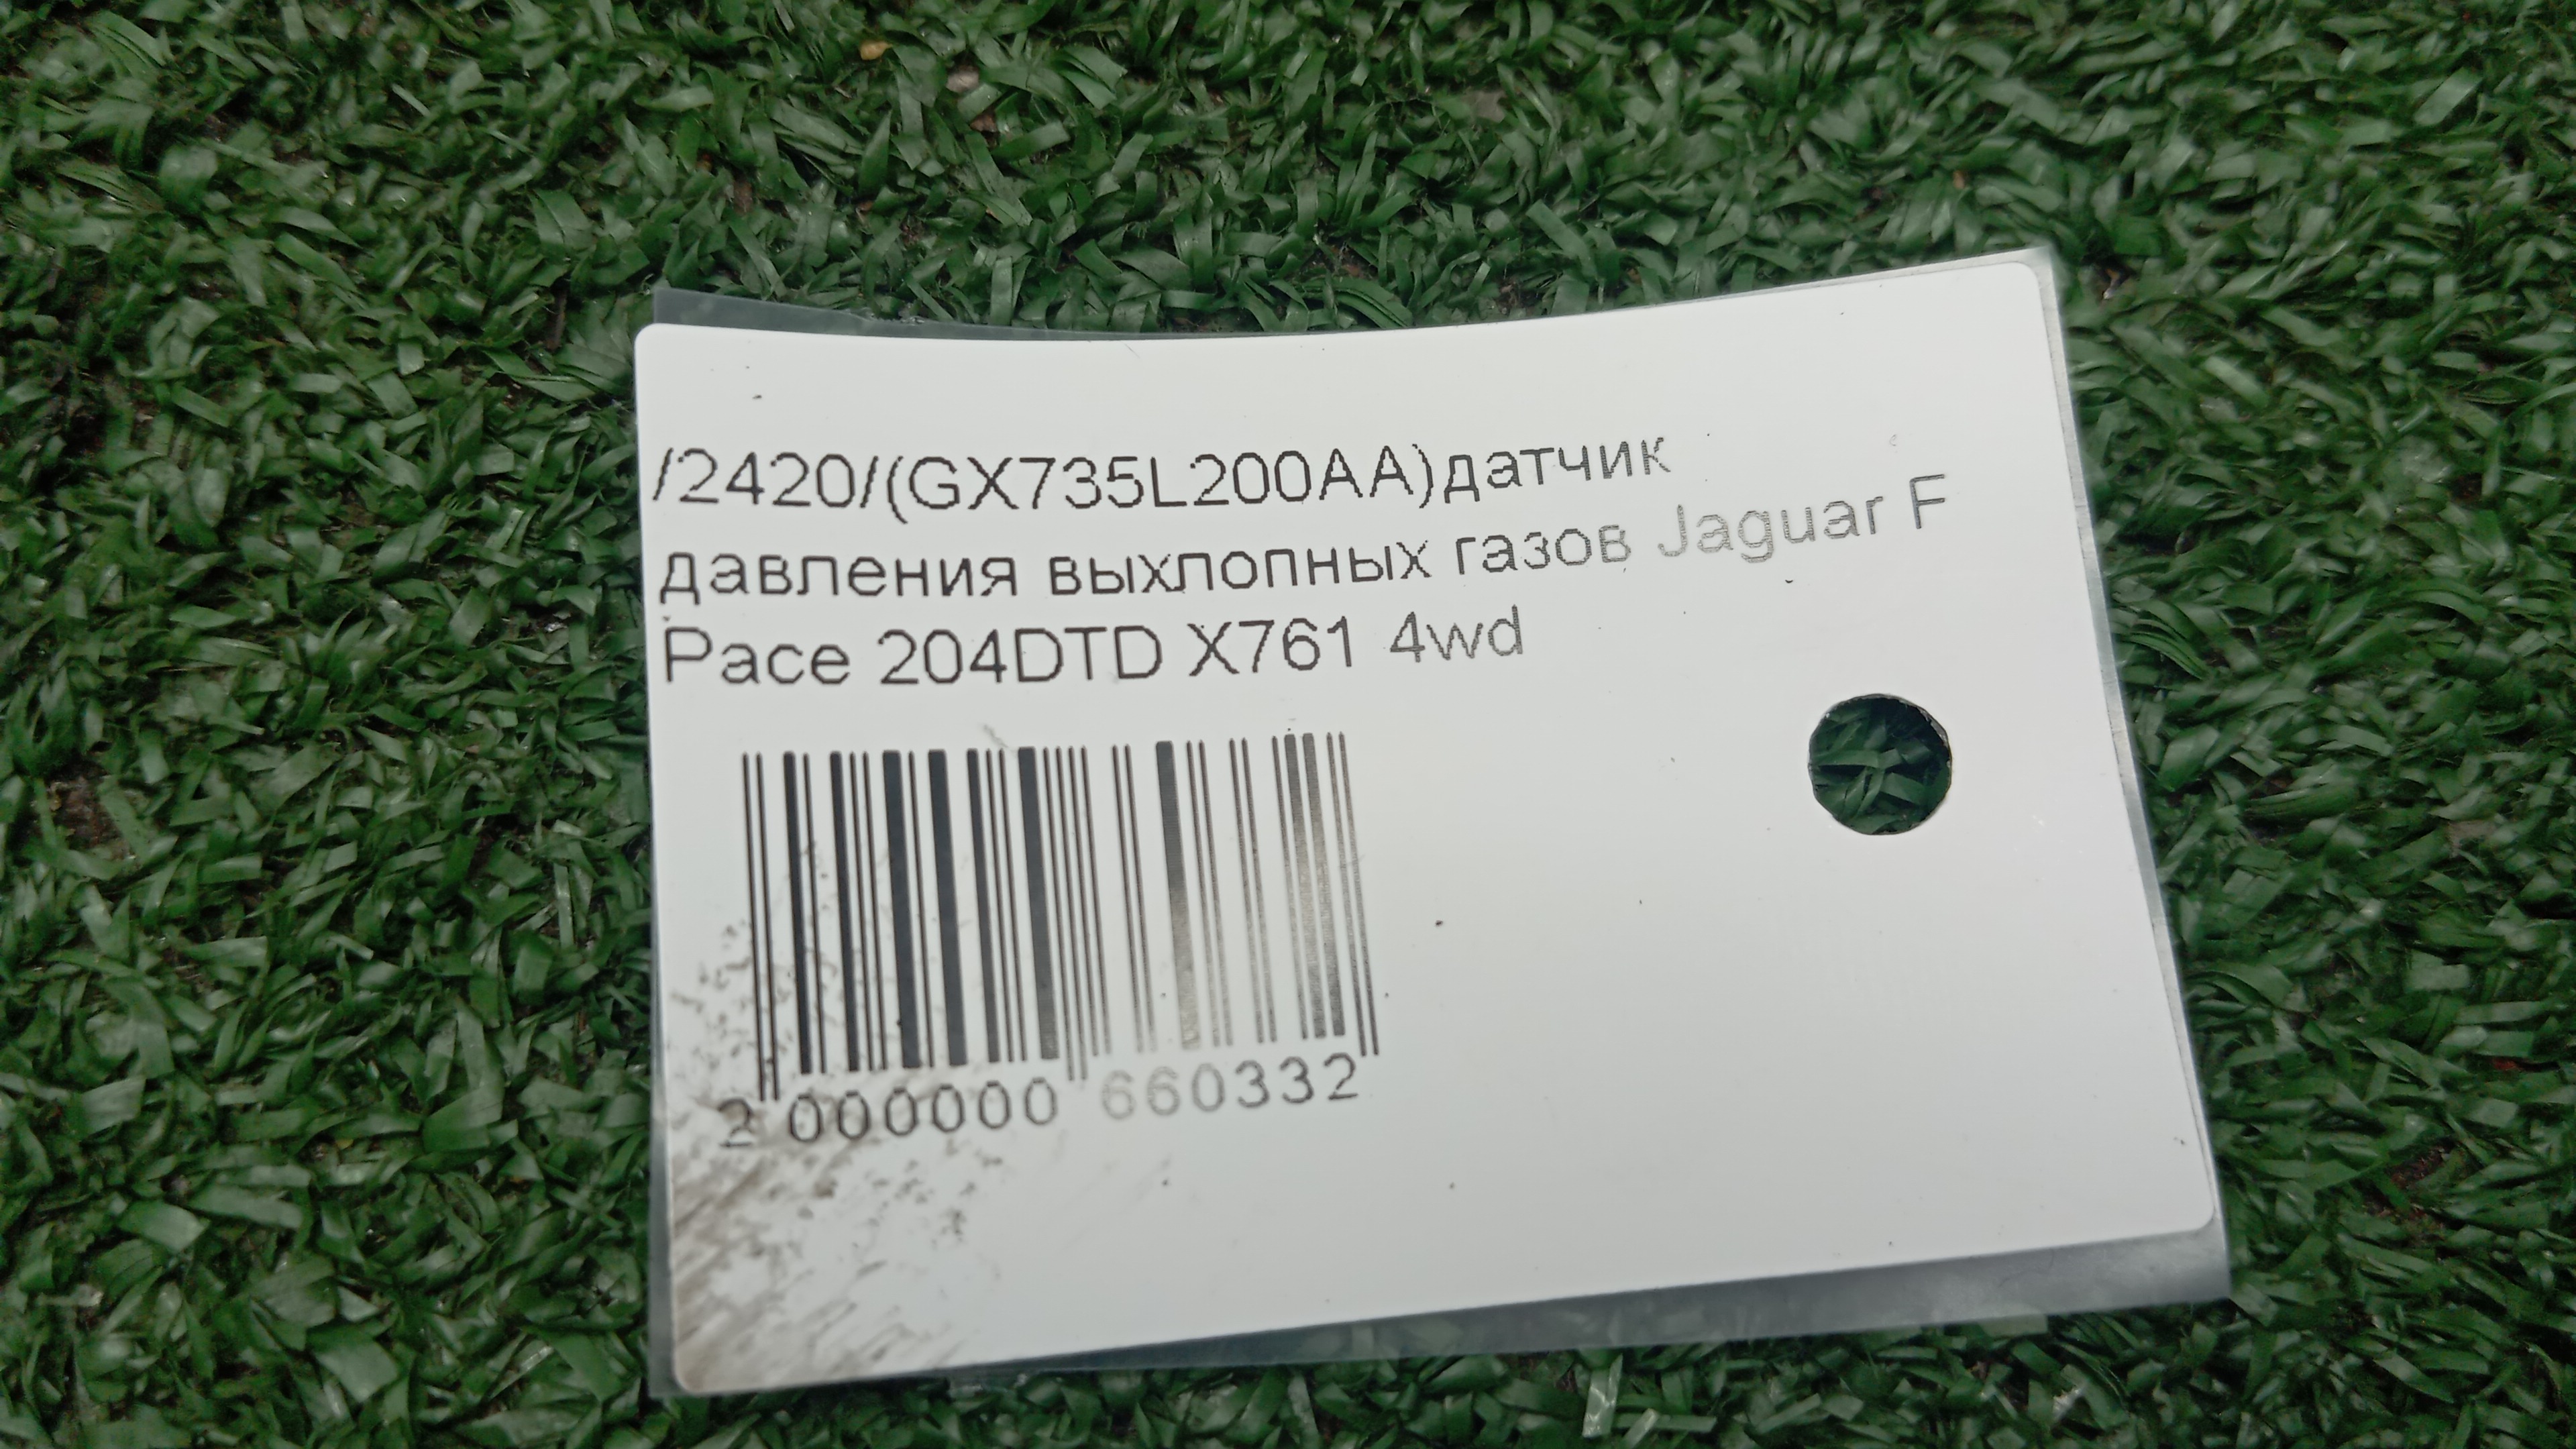 /2420/(GX735L200AA)датчик
давления выхлопных газов Jaguar F
Pace 204DTD X761 4wd
2 000000 660332